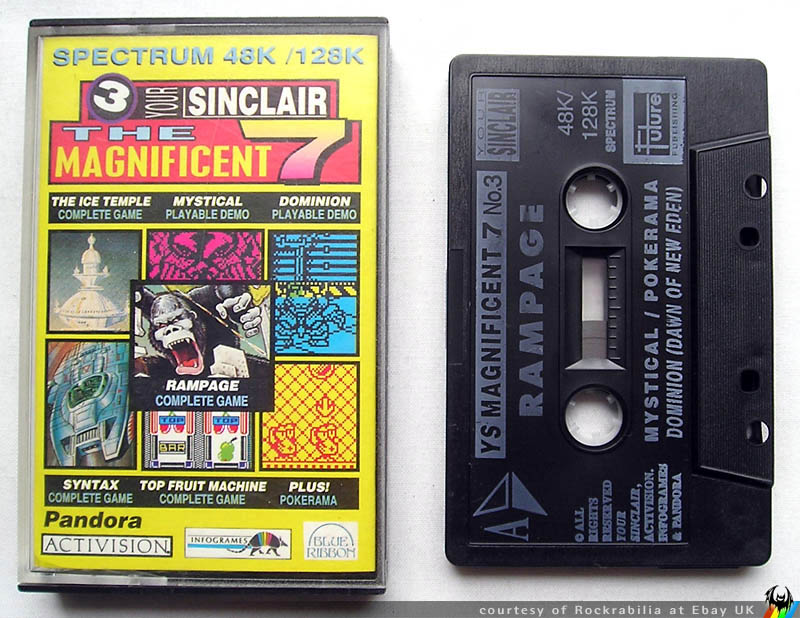 SPECTRUM 48K /128K
3 YOUR SINCLAIR
THE
MAGNIFICENT 7
THE ICE TEMPLE
COMPLETE GAME
MYSTICAL
PLAYABLE DEMO
DOMINION
PLAYABLE DEMO
RAMPAGE
COMPLETE GAME
TOP
TOP
BAR
SYNTAX
COMPLETE GAME
TOP FRUIT MACHINE
COMPLETE GAME
PLUS!
POKERAMA
Pandora
ACTIVISION
INFOGRAMES
BLUE
RIBBON
YOUR
SINCLAIR
48K/
128K
SPECTRUM
Future
PUBLISHING
YS MAGNIFICENT 7 No.3
RAMPAGE
MYSTICAL / POKERAMA
DOMINION (DAWN OF NEW EDEN)
A
© ALL
RIGHTS
RESERVED
YOUR
SINCLAIR,
ACTIVISION.
INFOGRAMES
& PANDORA
courtesy of Rockrabilia at Ebay UK